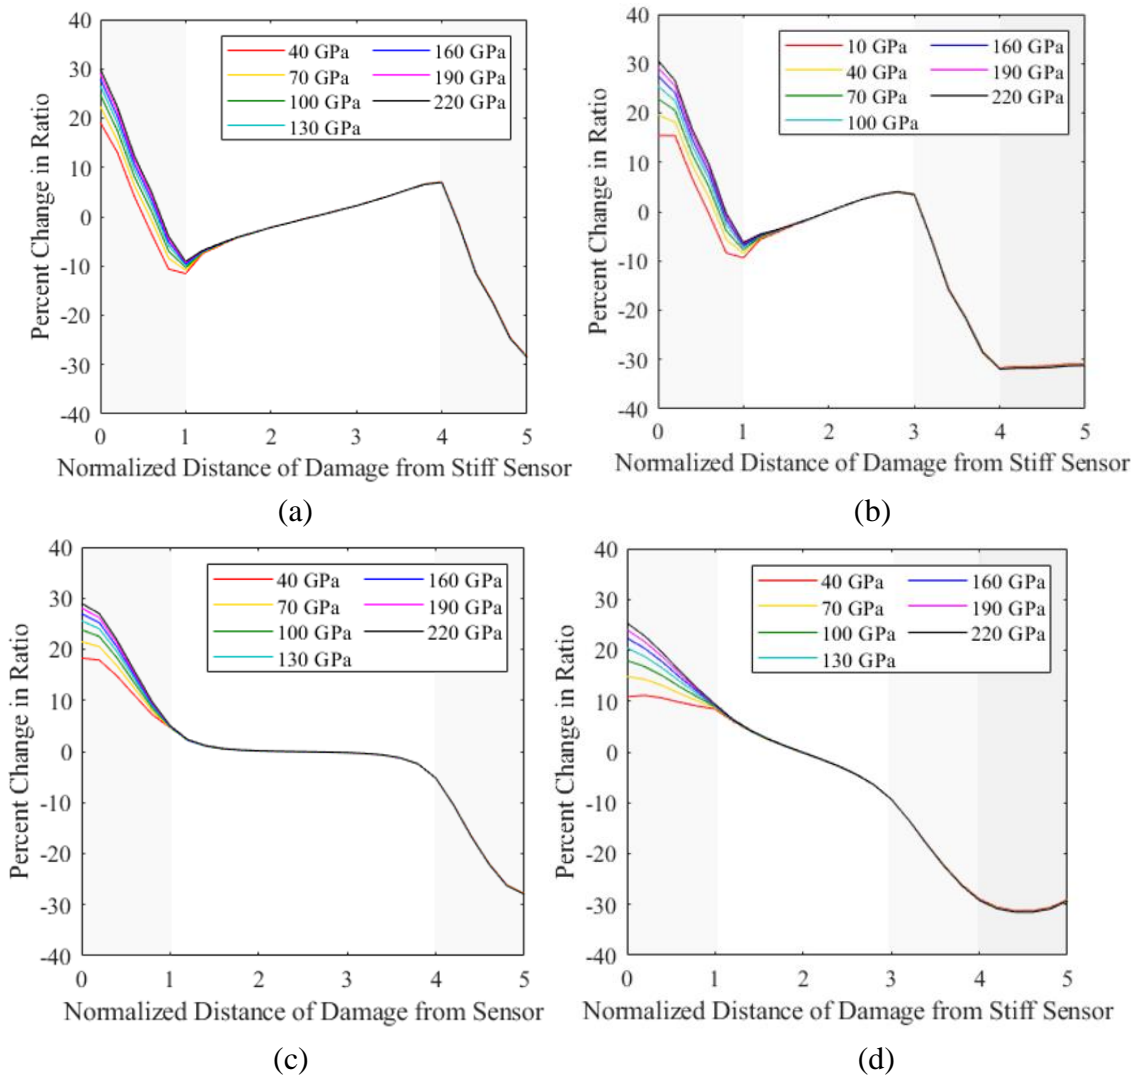 40
30
20
10
0
-10
-20
-30
-40
Percent Change in Ratio
40 GPa
70 GPa
100 GPa
130 GPa
160 GPa
190 GPa
220 GPa
0 1 2 3 4 5
Normalized Distance of Damage from Stiff Sensor
(a)
40
30
20
10
0
-10
-20
-30
-40
Percent Change in Ratio
10 GPa
40 GPa
70 GPa
100 GPa
160 GPa
190 GPa
220 GPa
0 1 2 3 4 5
Normalized Distance of Damage from Stiff Sensor
(b)
40
30
20
10
0
-10
-20
-30
-40
Percent Change in Ratio
40 GPa
70 GPa
100 GPa
130 GPa
160 GPa
190 GPa
220 GPa
0 1 2 3 4 5
Normalized Distance of Damage from Sensor
(c)
40
30
20
10
0
-10
-20
-30
-40
Percent Change in Ratio
40 GPa
70 GPa
100 GPa
130 GPa
160 GPa
190 GPa
220 GPa
0 1 2 3 4 5
Normalized Distance of Damage from Stiff Sensor
(d)